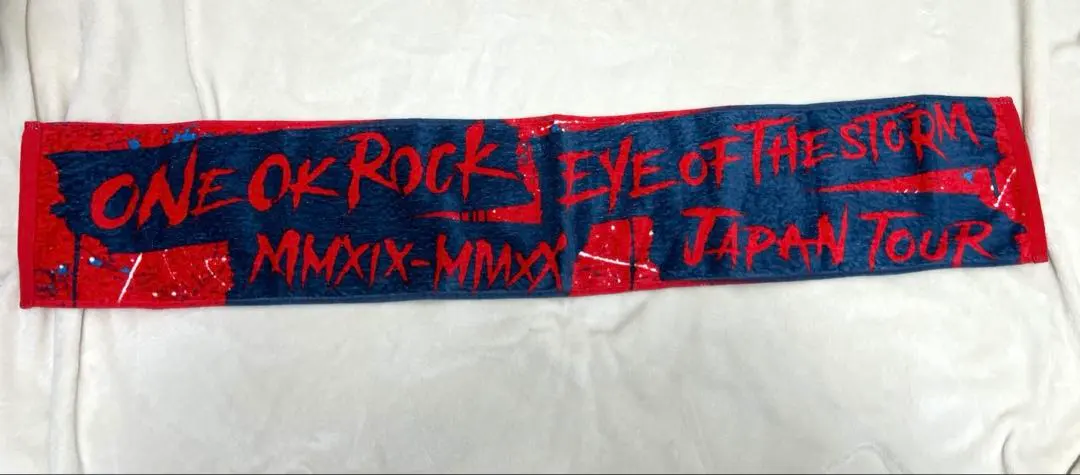 ONE OK ROCK EYE OF THE STORM
MMXIX-MMXX JAPAN TOUR